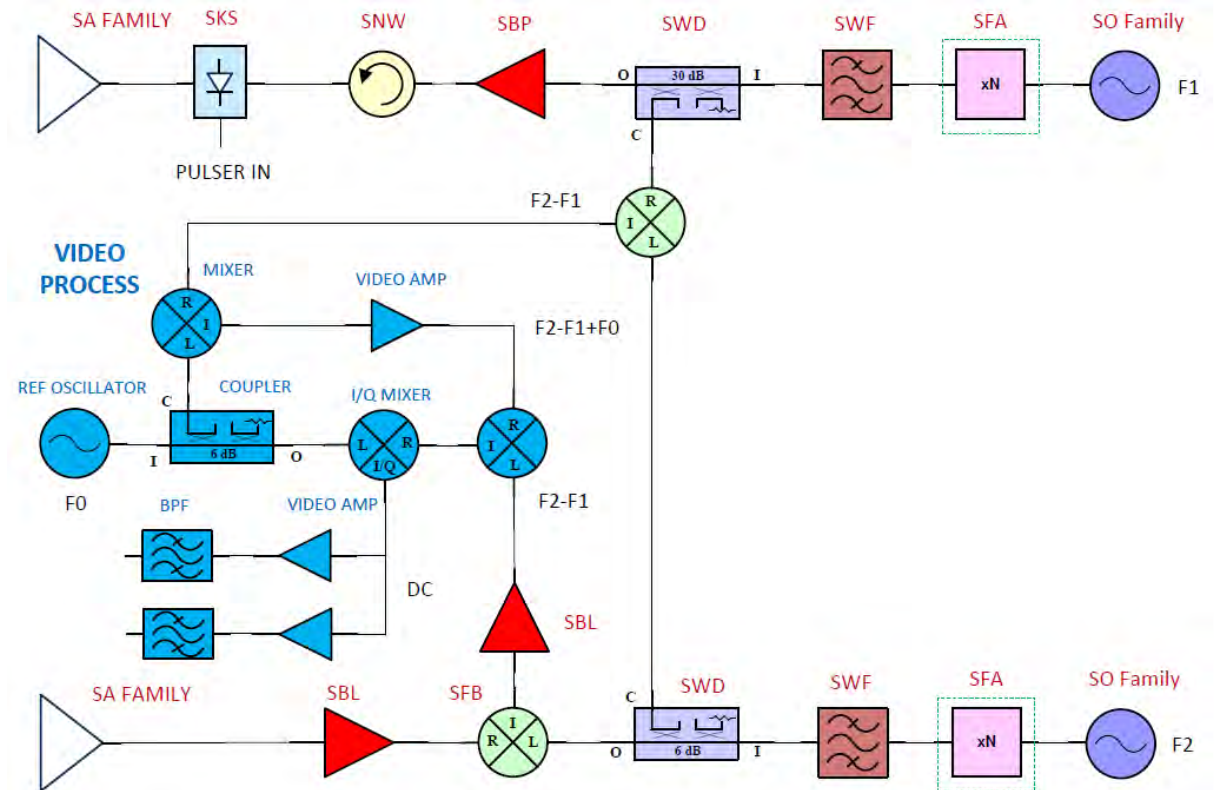 SA FAMILY
SKS
SNW
SBP
SWD
SWF
SFA
SO Family
O
30 dB
I
xN
F1
C
PULSER IN
F2-F1
R
I
L
VIDEO
PROCESS
MIXER
VIDEO AMP
R
I
L
F2-F1+F0
REF OSCILLATOR
COUPLER
I/Q MIXER
C
R
L
R
I
6 dB
I
O
I/Q
L
F0
BPF
VIDEO AMP
F2-F1
DC
SBL
SA FAMILY
SBL
SFB
SWD
SWF
SFA
SO Family
C
I
R
L
xN
F2
O
6 dB
I